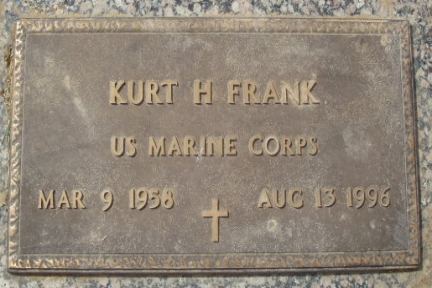 KURT H FRANK
US MARINE CORPS
MAR 9 1958 AUG 13 1996